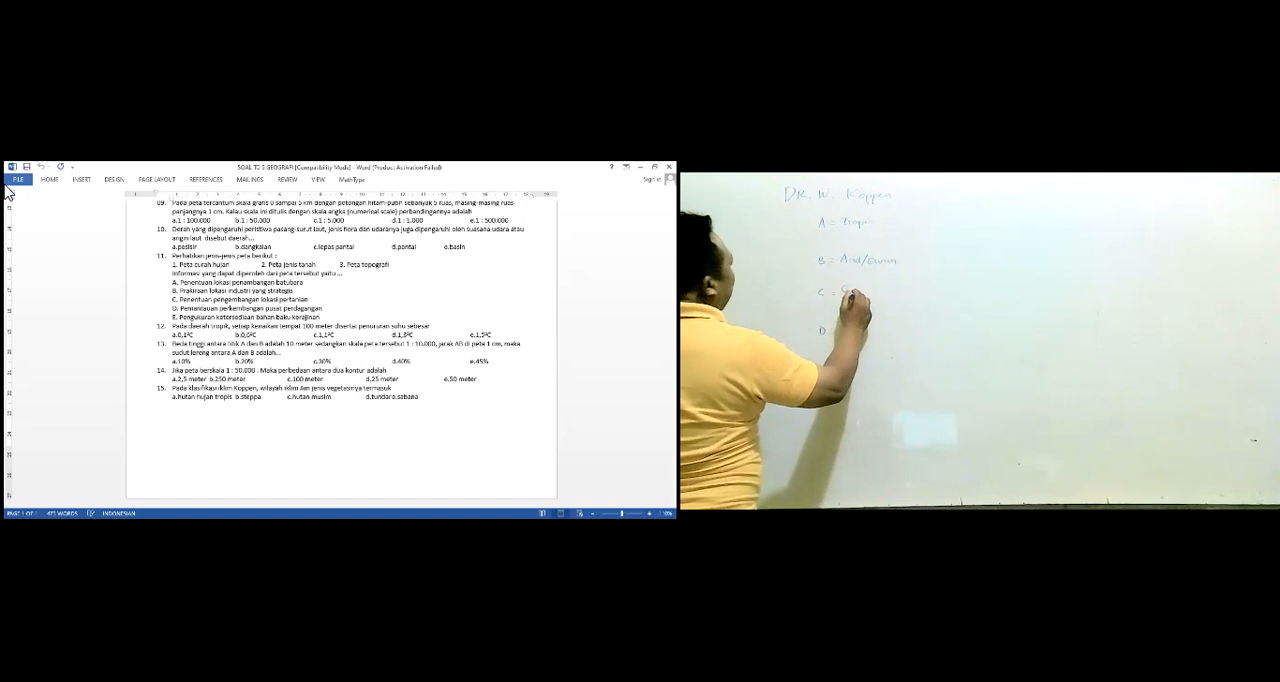 SOAL TO 5 GEOGRAFI [Compatibility Mode] - Word (Product Activation Failed)
FILE HOME INSERT DESIGN PAGE LAYOUT REFERENCES MAILINGS REVIEW VIEW MathType Sign in
09. Pada peta tercantum skala grafis 0 sampai 5 km dengan potongan hitam-putih sebanyak 5 ruas, masing-masing ruas
panjangnya 1 cm. Kalau skala ini ditulis dengan skala angka (numerical scale) perbandingannya adalah
a.1 : 100.000 b.1 : 50.000 c.1 : 5.000 d.1 : 1.000 e.1 : 500.000
10. Derah yang dipengaruhi peristiwa pasang-surut laut, jenis flora dan udaranya juga dipengaruhi oleh suasana udara atau
angin laut disebut daerah...
a.pesisir b.dangkalan c.lepas pantai d.pantai e.basin
11. Perhatikan jenis-jenis peta berikut :
1. Peta curah hujan 2. Peta jenis tanah 3. Peta topografi
Informasi yang dapat diperoleh dari peta tersebut yaitu ...
A. Penentuan lokasi penambangan batubara
B. Prakiraan lokasi industri yang strategis
C. Penentuan pengembangan lokasi pertanian
D. Pemantauan perkembangan pusat perdagangan
E. Pengukuran ketersediaan bahan baku kerajinan
12. Pada daerah tropik, setiap kenaikan tempat 100 meter disertai penurunan suhu sebesar
a.0,1ºC b.0,6ºC c.1,1ºC d.1,3ºC e.1,5ºC
13. Beda tinggi antara titik A dan B adalah 10 meter sedangkan skala peta tersebut 1 : 10.000, jarak AB di peta 1 cm, maka
sudut lereng antara A dan B adalah...
a.10% b.20% c.30% d.40% e.45%
14. Jika peta berskala 1 : 50.000 . Maka perbedaan antara dua kontur adalah
a.2,5 meter b.250 meter c.100 meter d.25 meter e.50 meter
15. Pada klasifikasi iklim Koppen, wilayah iklim Am jenis vegetasinya termasuk
a.hutan hujan tropis b.steppa c.hutan musim d.tundara.sabana
PAGE 1 OF 1 473 WORDS INDONESIAN
DR. W. Koppen
A = Tropis
B = Arid/Gurun
C =
D